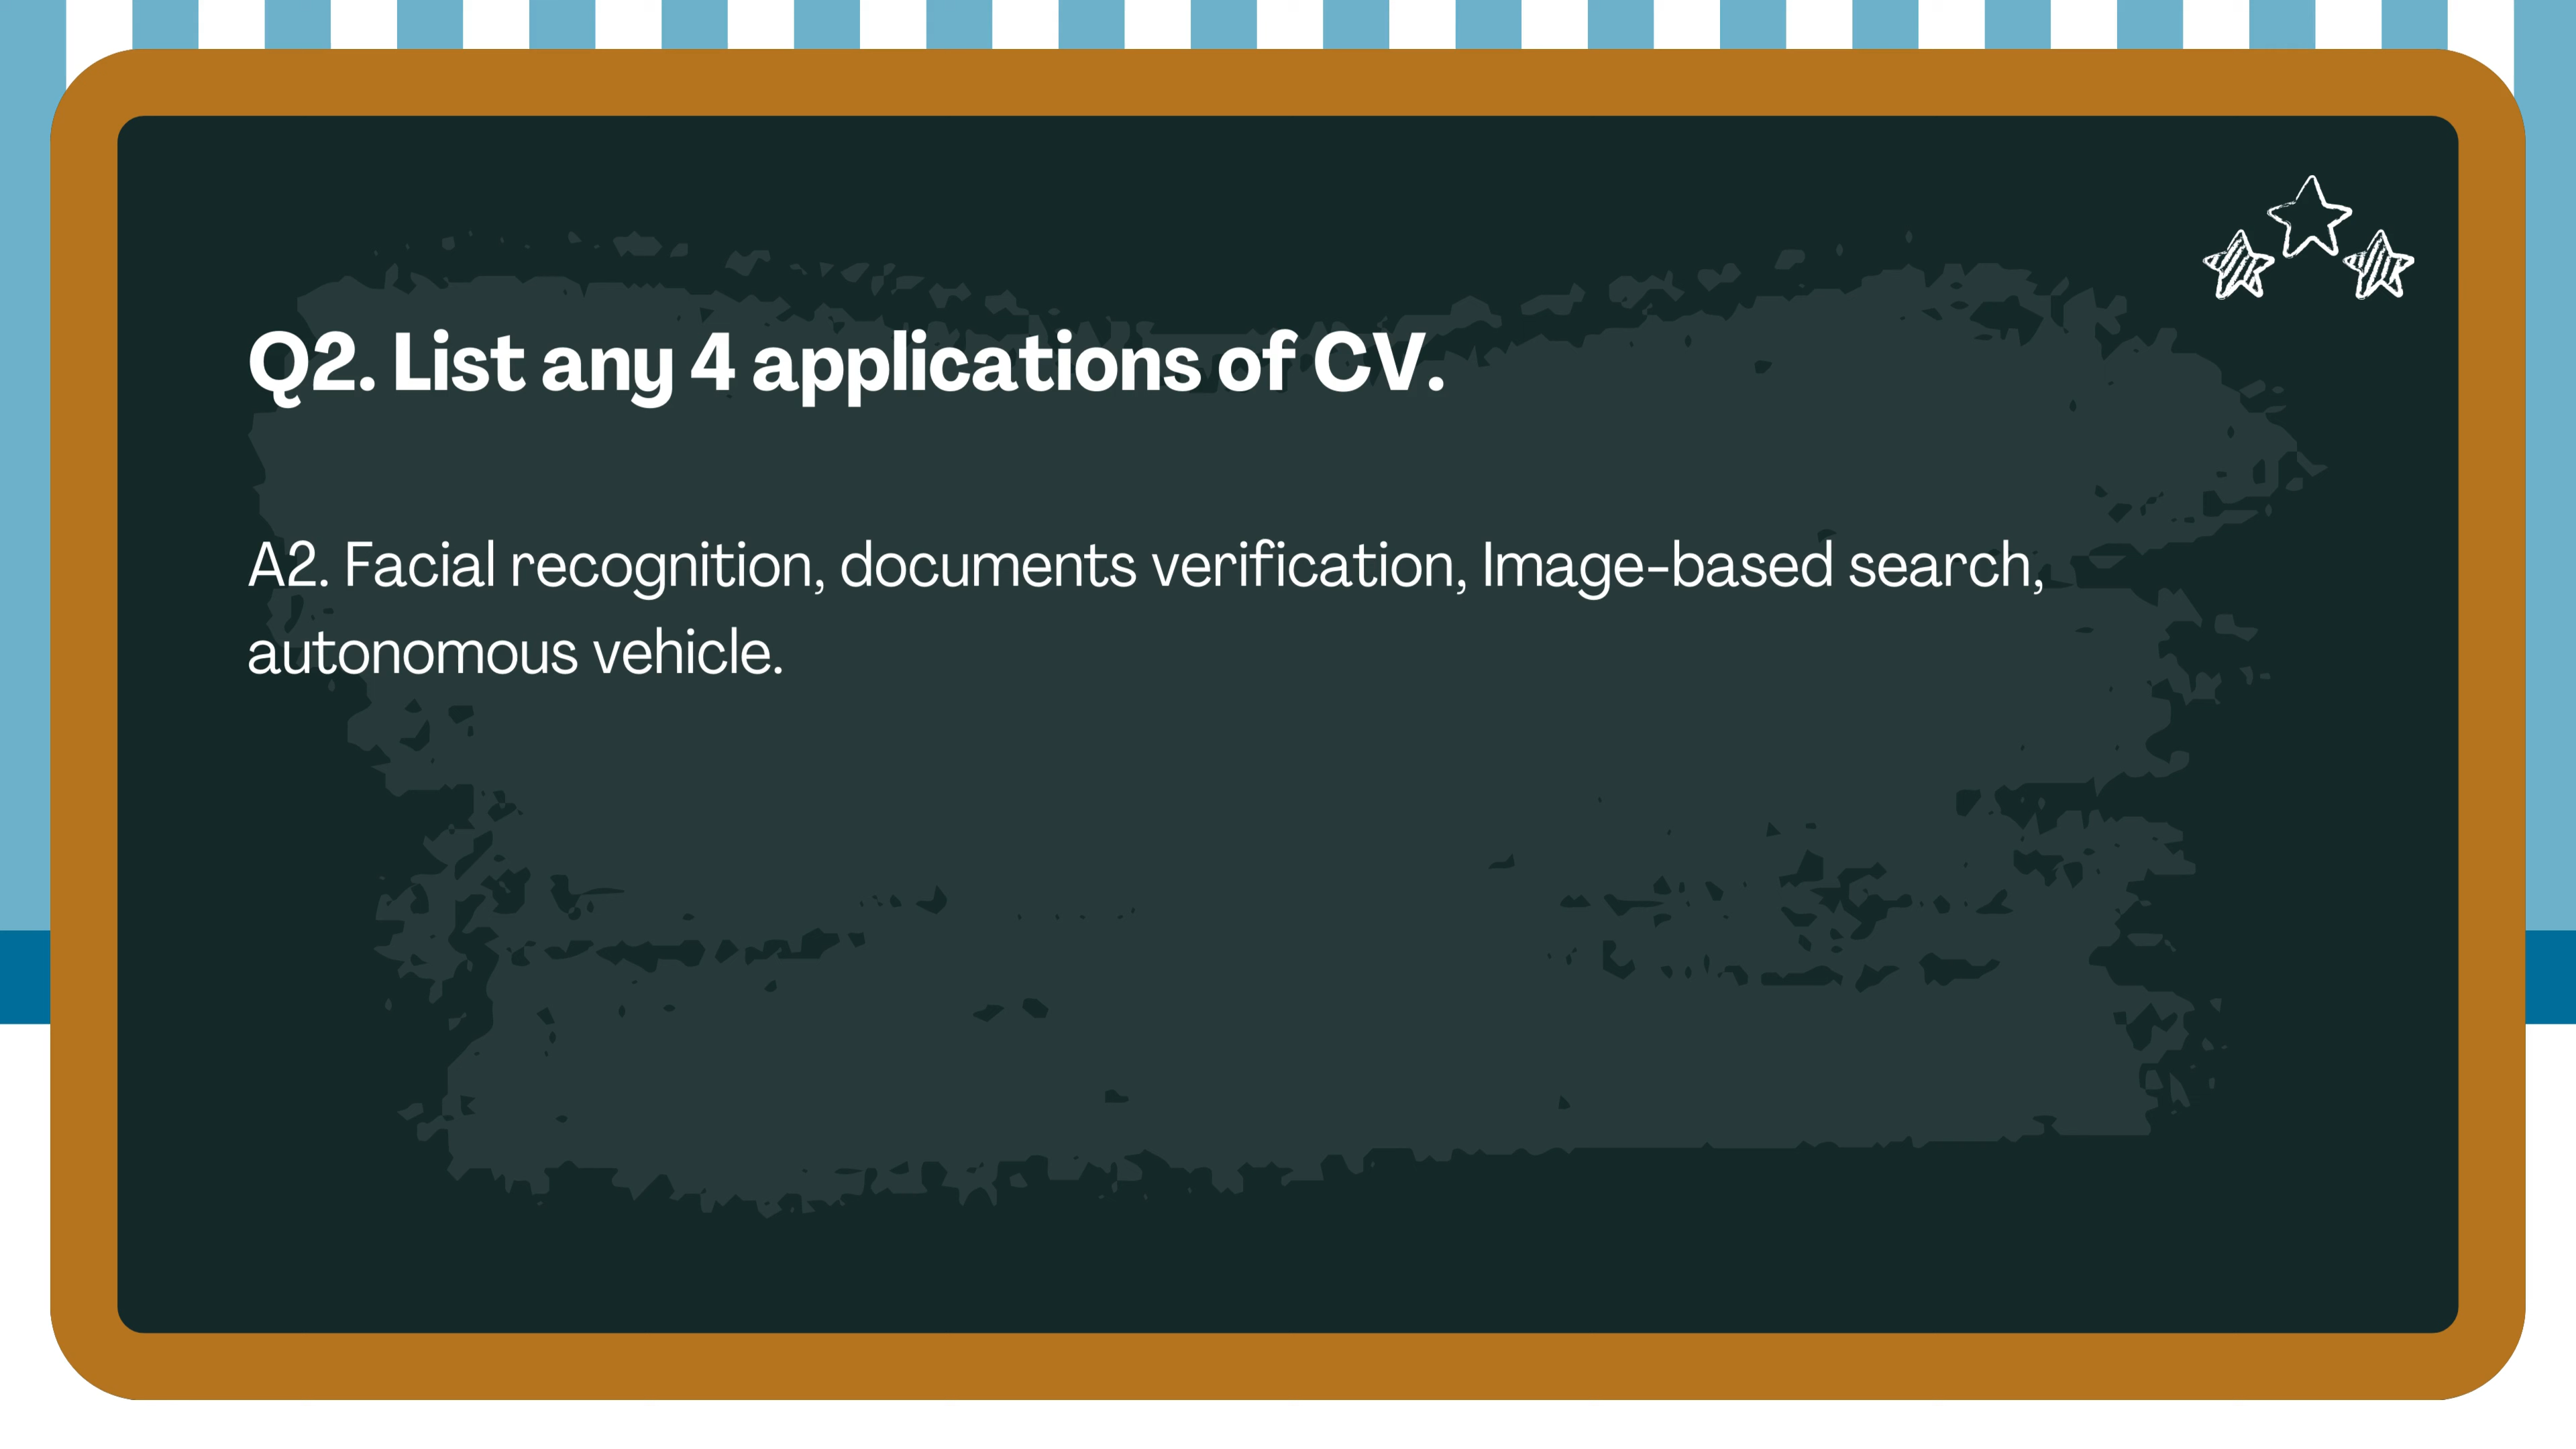 Q2. List any 4 applications of CV.
A2. Facial recognition, documents verification, Image-based search,
autonomous vehicle.